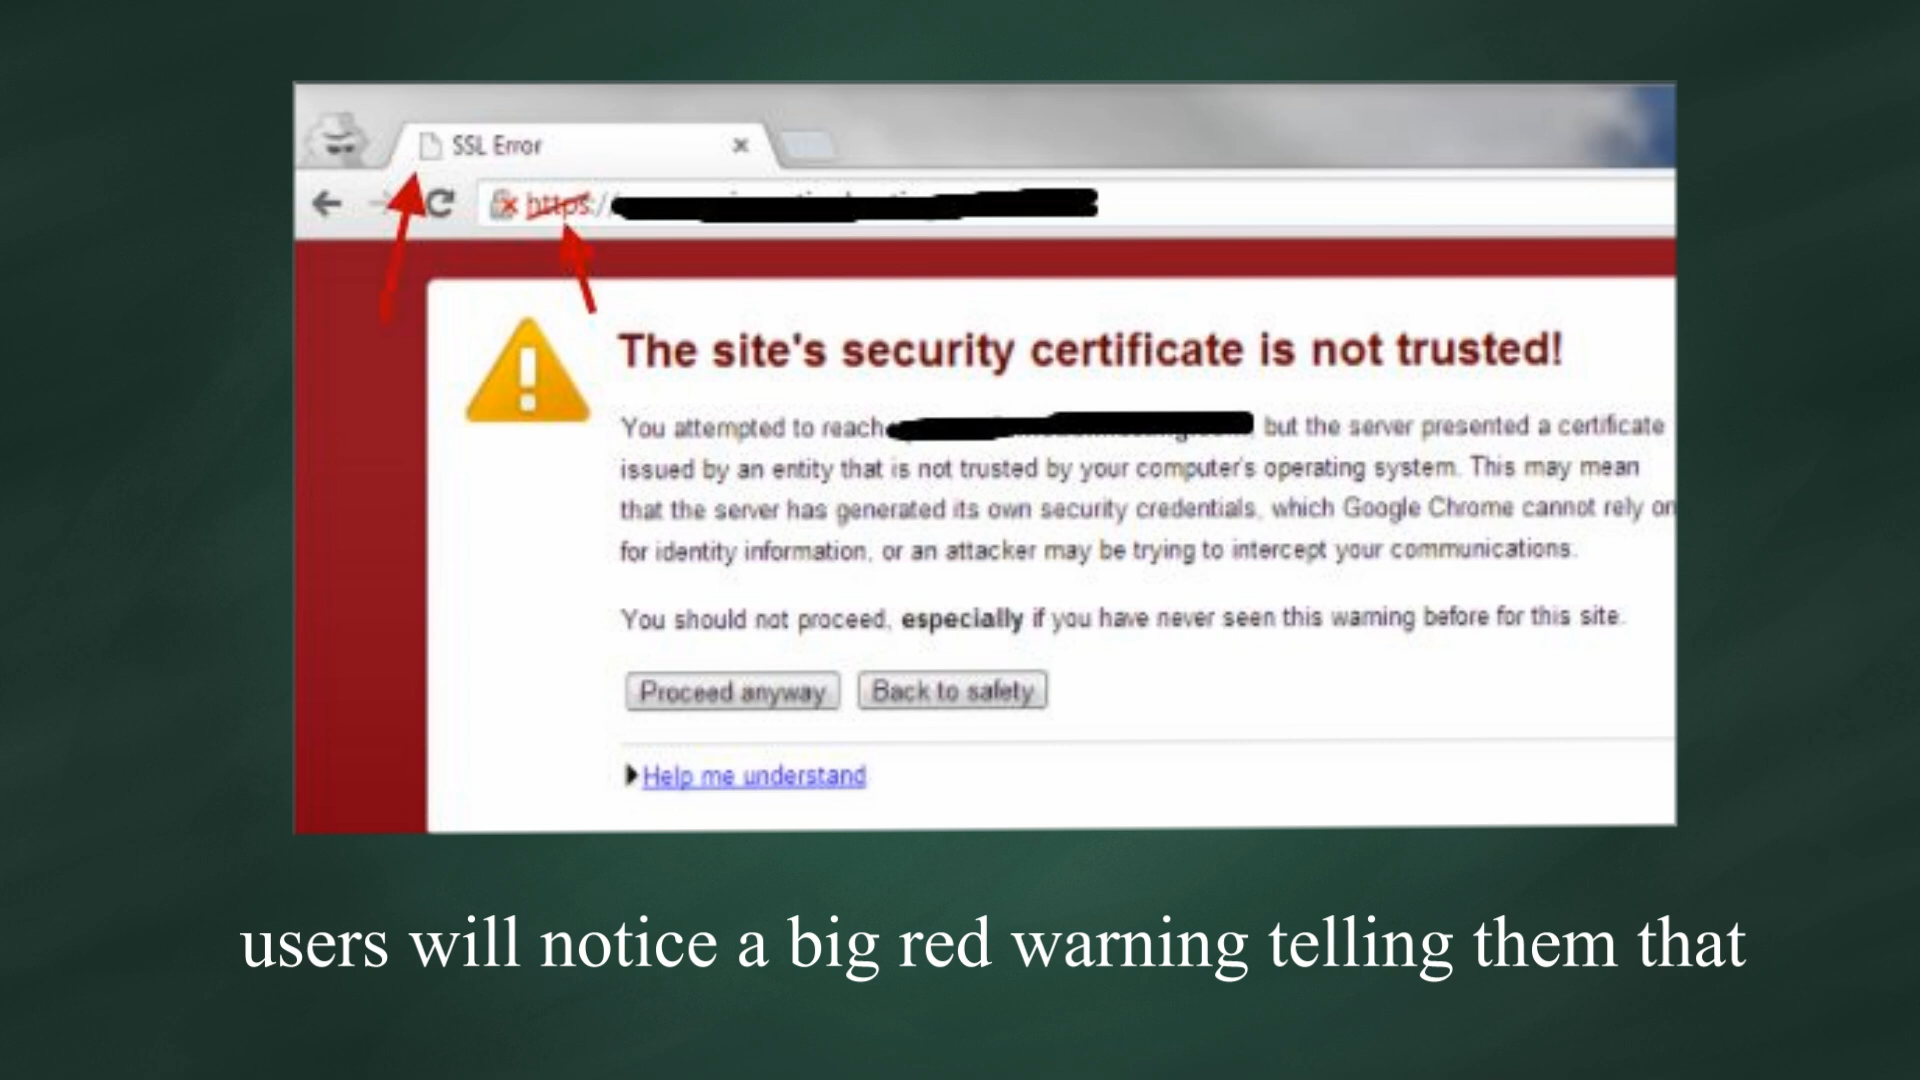 SSL Error
https://
The site's security certificate is not trusted!
You attempted to reach but the server presented a certificate
issued by an entity that is not trusted by your computer's operating system. This may mean
that the server has generated its own security credentials, which Google Chrome cannot rely on
for identity information, or an attacker may be trying to intercept your communications.
You should not proceed, especially if you have never seen this warning before for this site.
Proceed anyway Back to safety
Help me understand
users will notice a big red warning telling them that